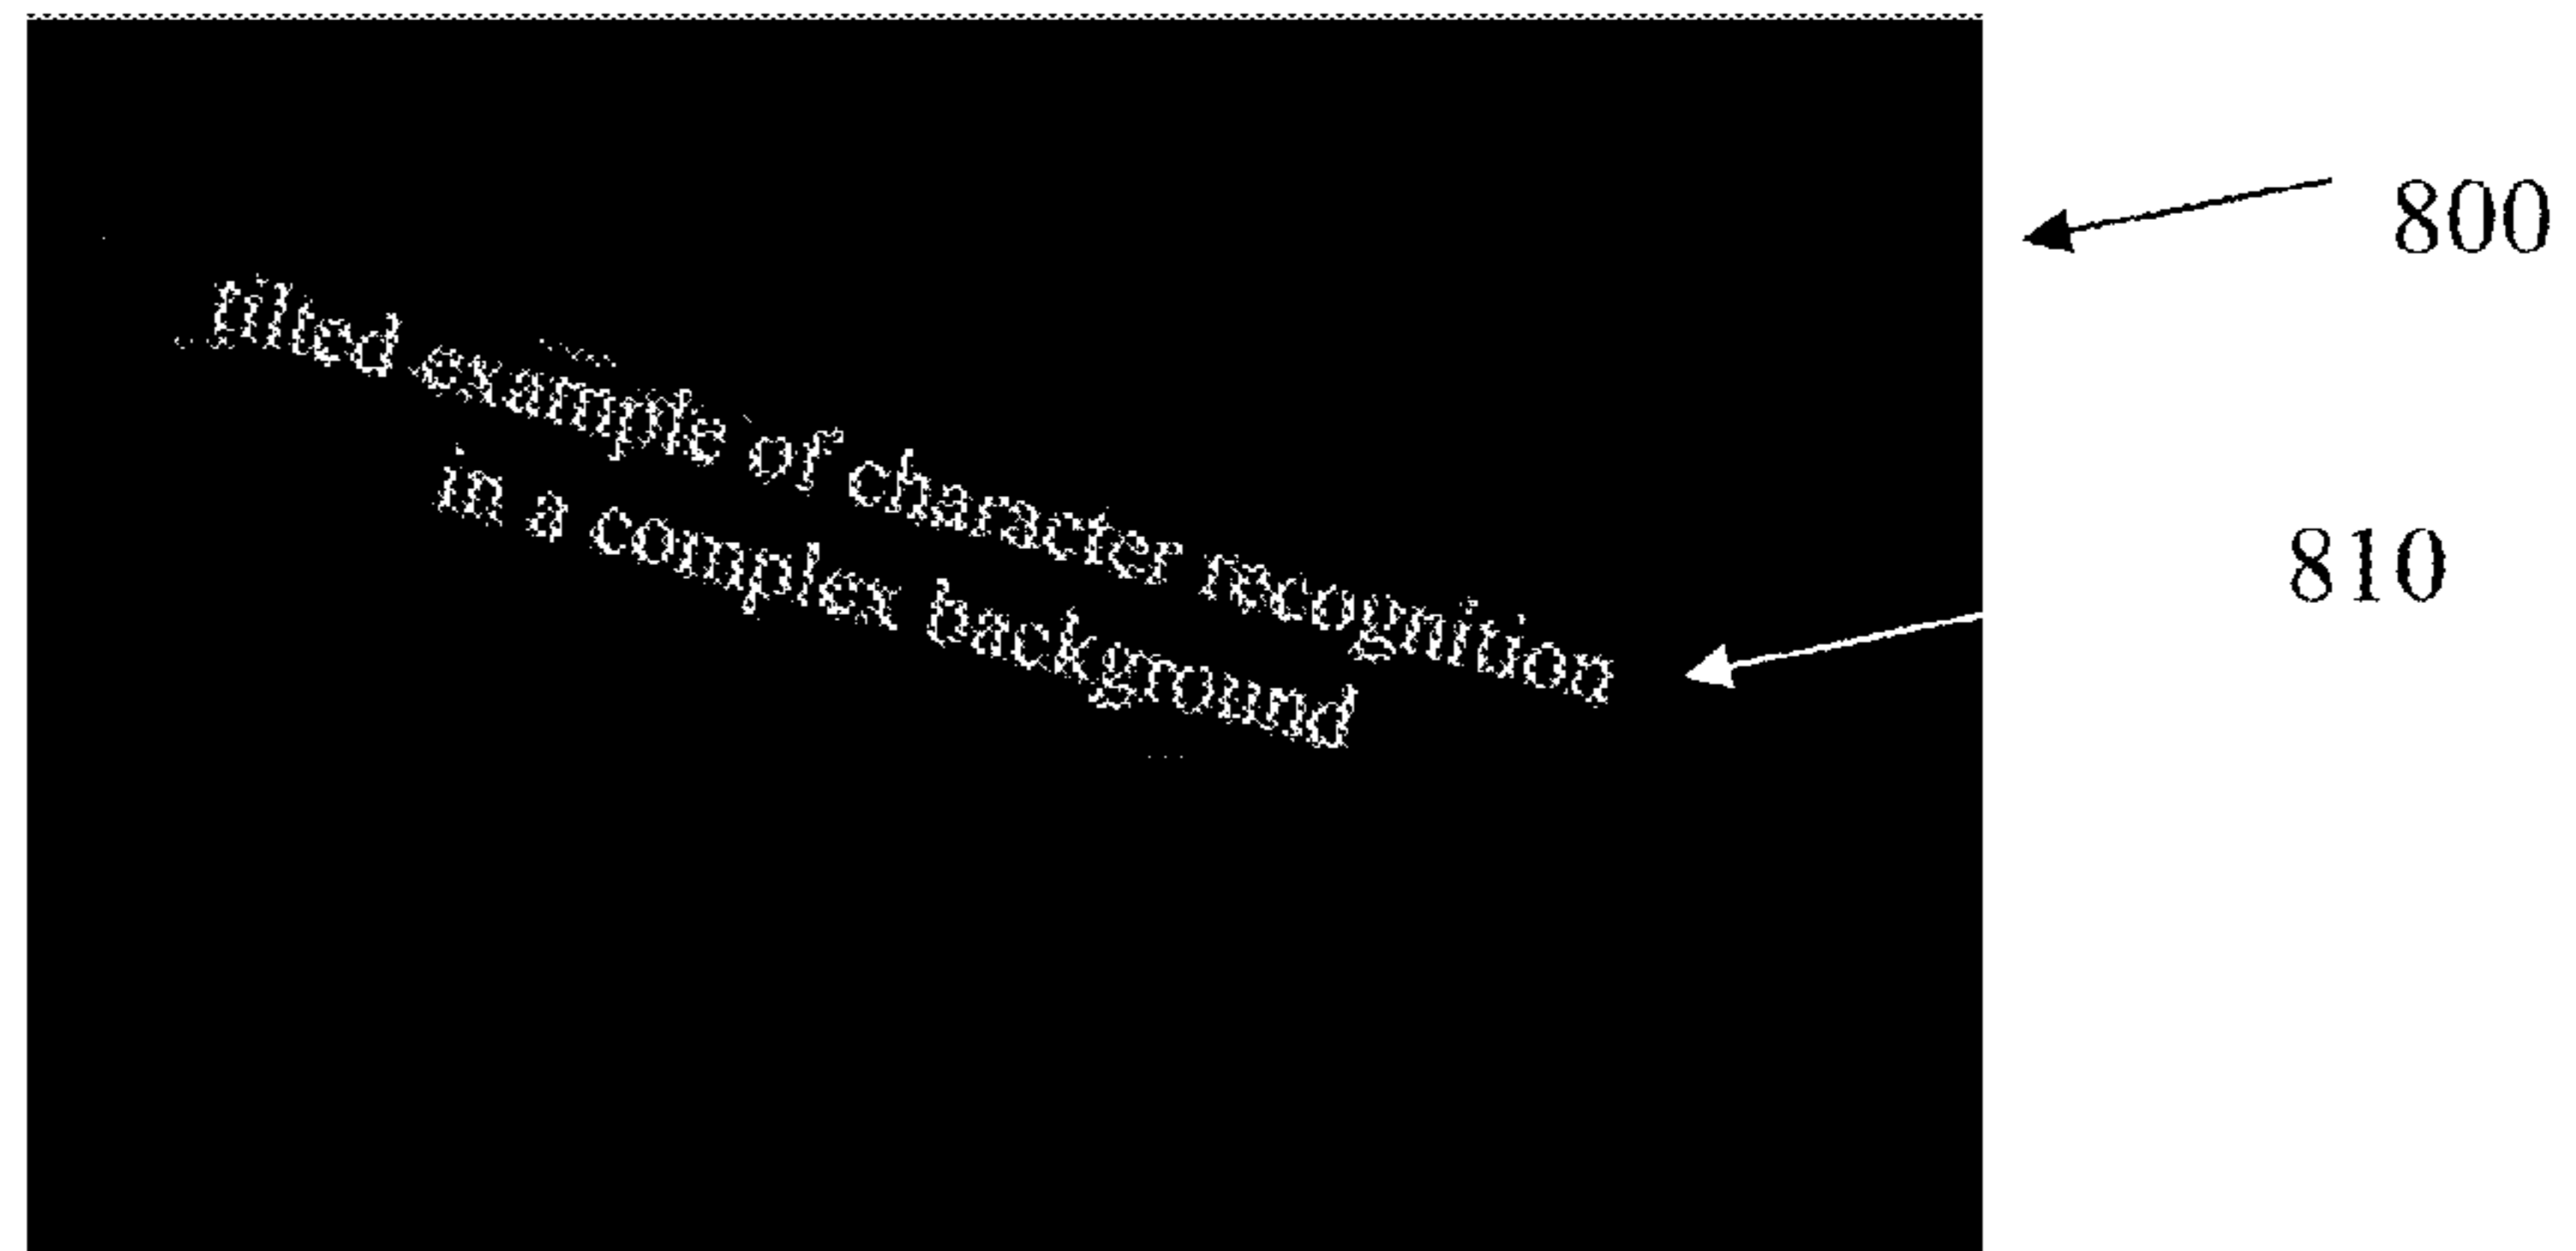 800
tilted example of character recognition
in a complex background
810